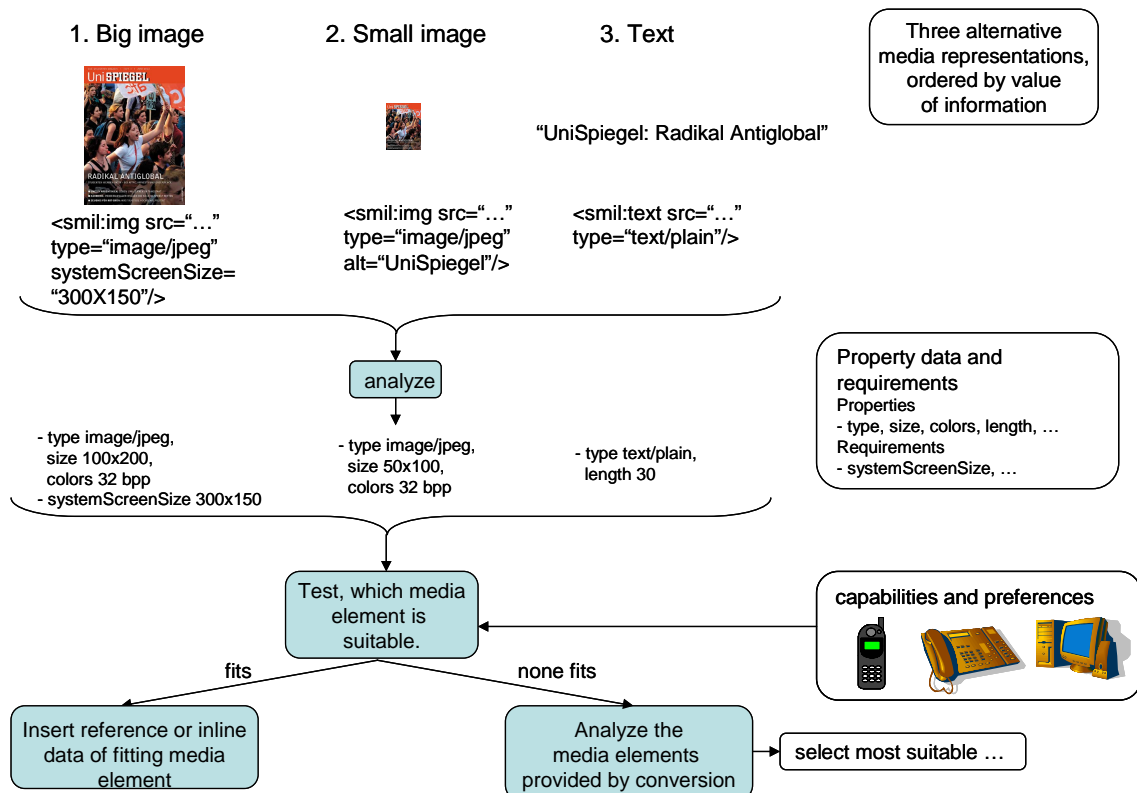 1. Big image
2. Small image
3. Text
Three alternative
media representations,
ordered by value
of information
Uni SPIEGEL
RADIKAL ANTIGLOBAL
“UniSpiegel: Radikal Antiglobal”
<smil:img src=“…”
type=“image/jpeg”
systemScreenSize=
“300X150”/>
<smil:img src=“…”
type=“image/jpeg”
alt=“UniSpiegel”/>
<smil:text src=“…”
type=“text/plain”/>
analyze
Property data and
requirements
Properties
- type, size, colors, length, …
Requirements
- systemScreenSize, …
- type image/jpeg,
size 100x200,
colors 32 bpp
- systemScreenSize 300x150
- type image/jpeg,
size 50x100,
colors 32 bpp
- type text/plain,
length 30
Test, which media
element is
suitable.
capabilities and preferences
fits
none fits
Insert reference or inline
data of fitting media
element
Analyze the
media elements
provided by conversion
select most suitable …